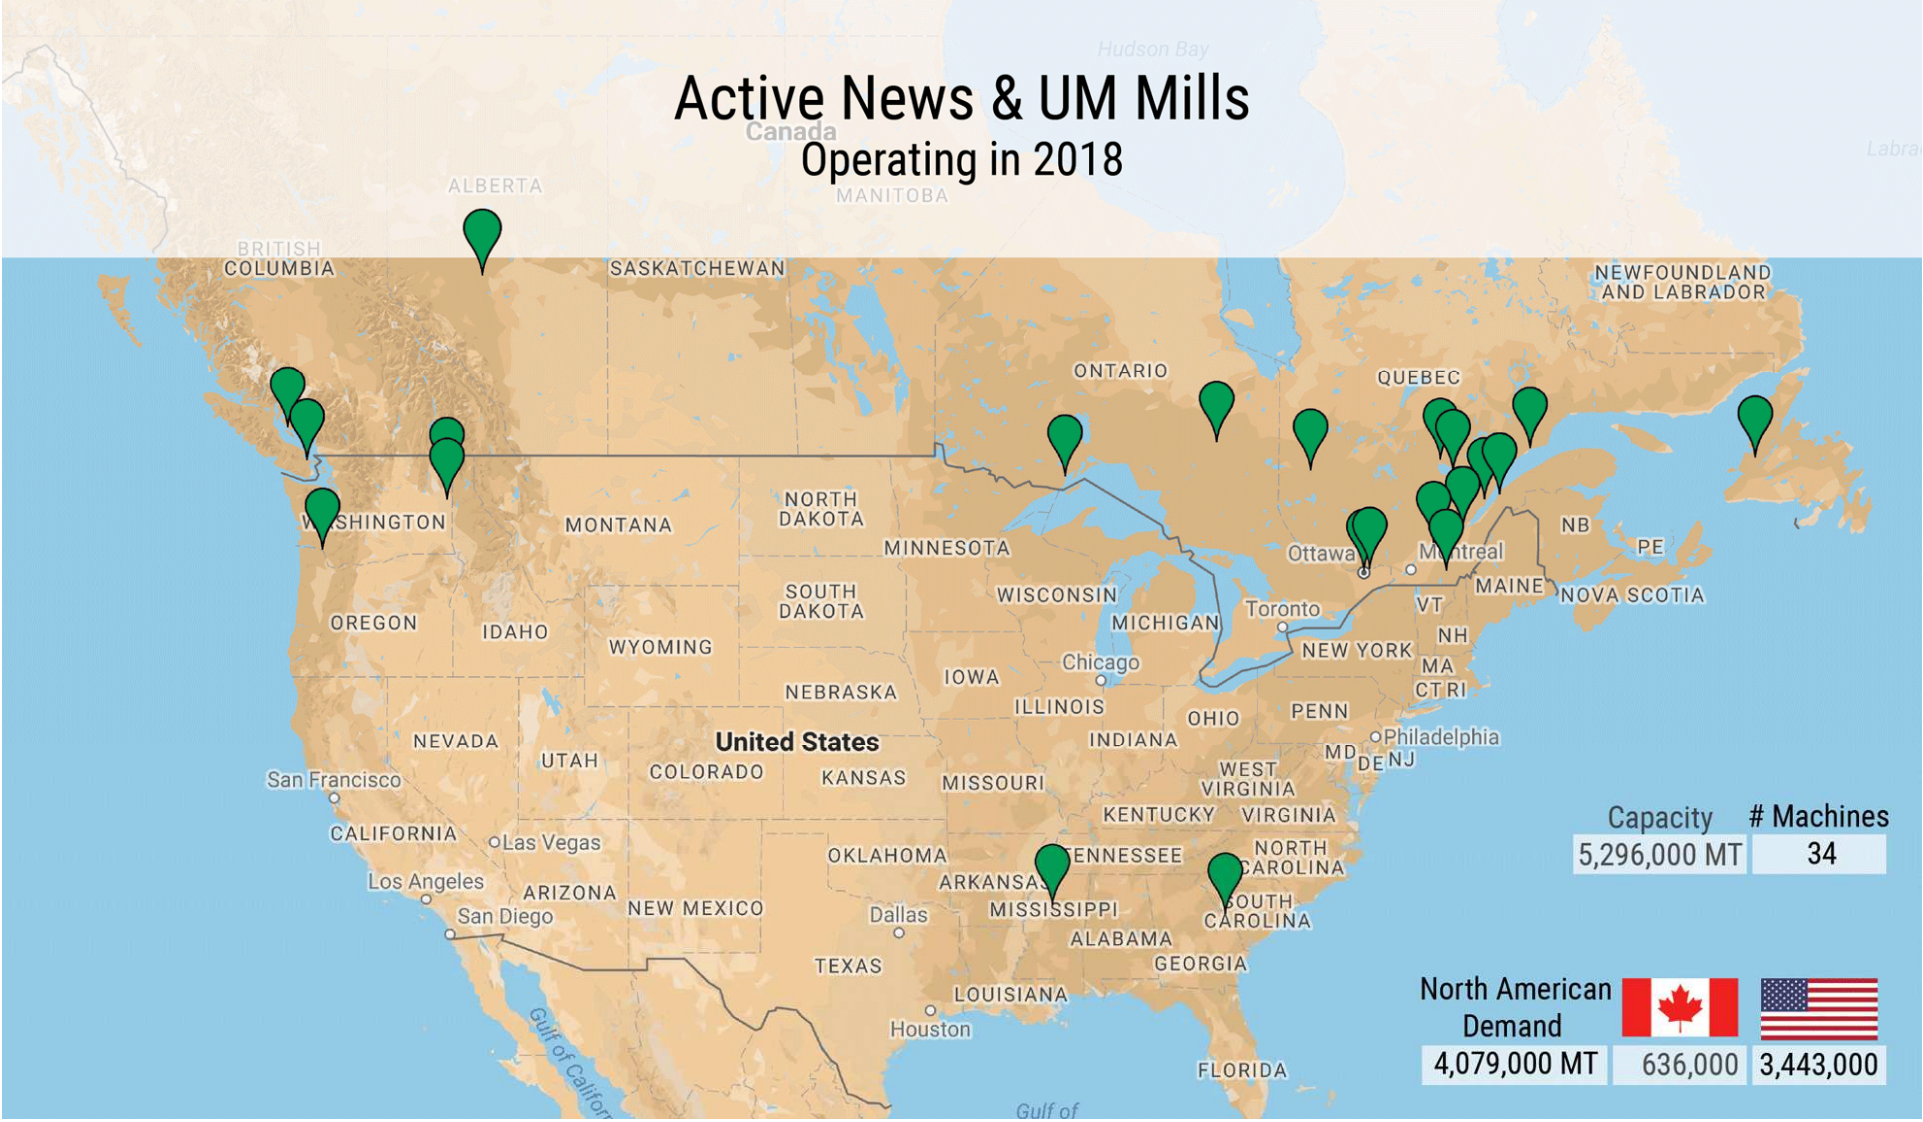 Hudson Bay
Active News & UM Mills
Canada
Operating in 2018
ALBERTA
MANITOBA
BRITISH
COLUMBIA
SASKATCHEWAN
NEWFOUNDLAND
AND LABRADOR
ONTARIO
QUEBEC
WASHINGTON
MONTANA
NORTH
DAKOTA
MINNESOTA
Ottawa
Montreal
NB
PE
MAINE
NOVA SCOTIA
SOUTH
DAKOTA
WISCONSIN
MICHIGAN
Toronto
VT
NH
OREGON
IDAHO
WYOMING
NEW YORK
MA
CT RI
Chicago
IOWA
NEBRASKA
ILLINOIS
OHIO
PENN
NEVADA
UTAH
United States
INDIANA
Philadelphia
MD
DE
NJ
San Francisco
COLORADO
KANSAS
MISSOURI
WEST
VIRGINIA
KENTUCKY
VIRGINIA
CALIFORNIA
Las Vegas
OKLAHOMA
TENNESSEE
NORTH
CAROLINA
Capacity
# Machines
5,296,000 MT
34
Los Angeles
ARIZONA
NEW MEXICO
ARKANSAS
MISSISSIPPI
SOUTH
CAROLINA
San Diego
Dallas
ALABAMA
TEXAS
GEORGIA
LOUISIANA
Houston
North American
Demand
4,079,000 MT
636,000
3,443,000
FLORIDA
Gulf of Califor
Gulf of